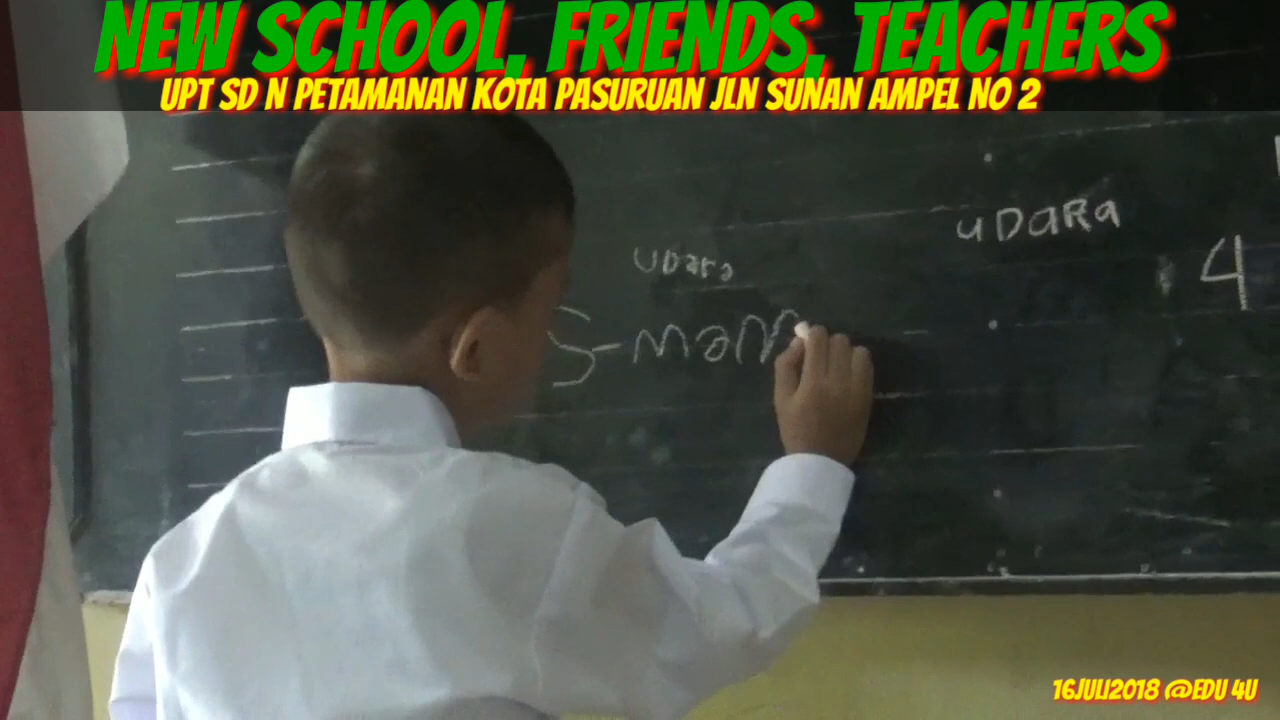 NEW SCHOOL, FRIENDS, TEACHERS
UPT SD N PETAMANAN KOTA PASURUAN JLN SUNAN AMPEL NO 2
uDaRa
uDara
4
S-mam
16JULI2018 @EDU 4U